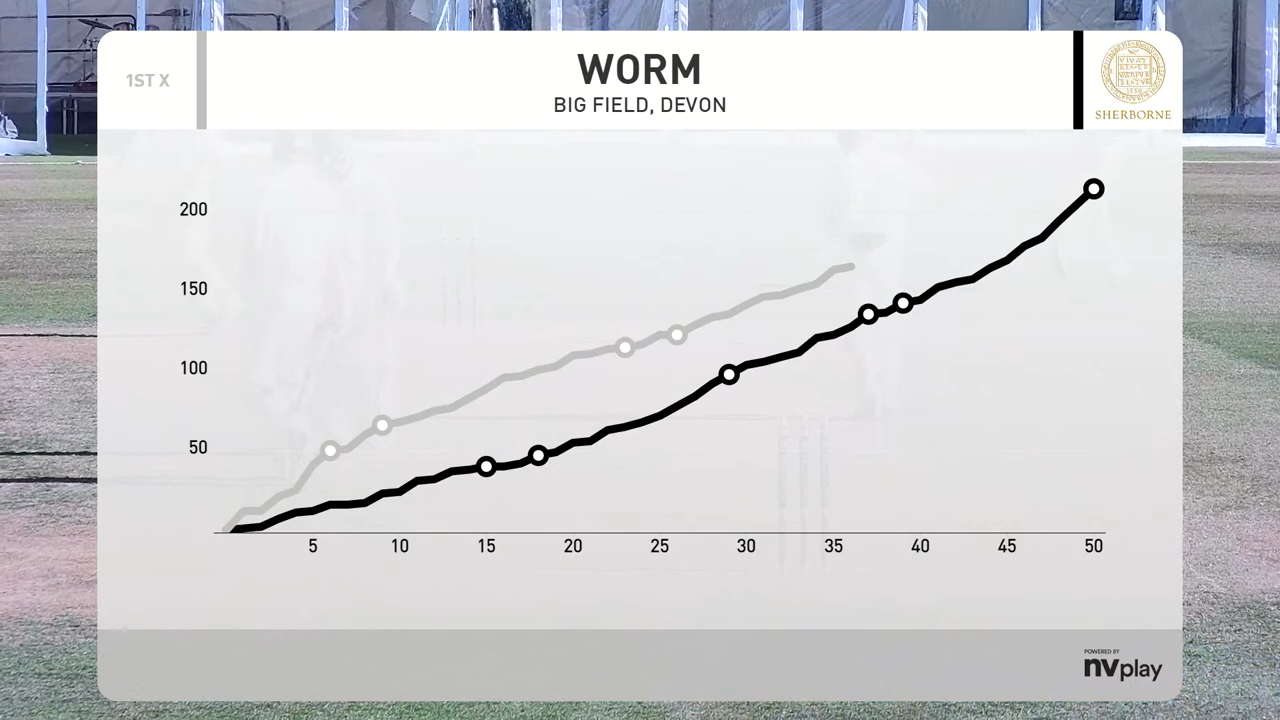 1ST X
WORM
BIG FIELD, DEVON
SHERBORNE
200
150
100
50
5 10 15 20 25 30 35 40 45 50
POWERED BY
nvplay